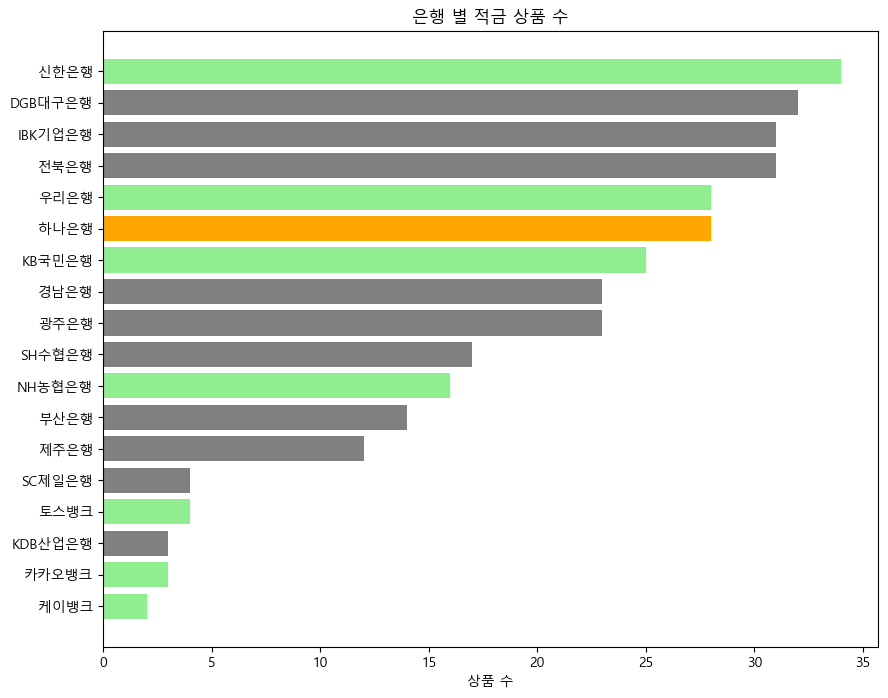 은행 별 적금 상품 수
신한은행
DGB대구은행
IBK기업은행
전북은행
우리은행
하나은행
KB국민은행
경남은행
광주은행
SH수협은행
NH농협은행
부산은행
제주은행
SC제일은행
토스뱅크
KDB산업은행
카카오뱅크
케이뱅크
0 5 10 15 20 25 30 35
상품 수